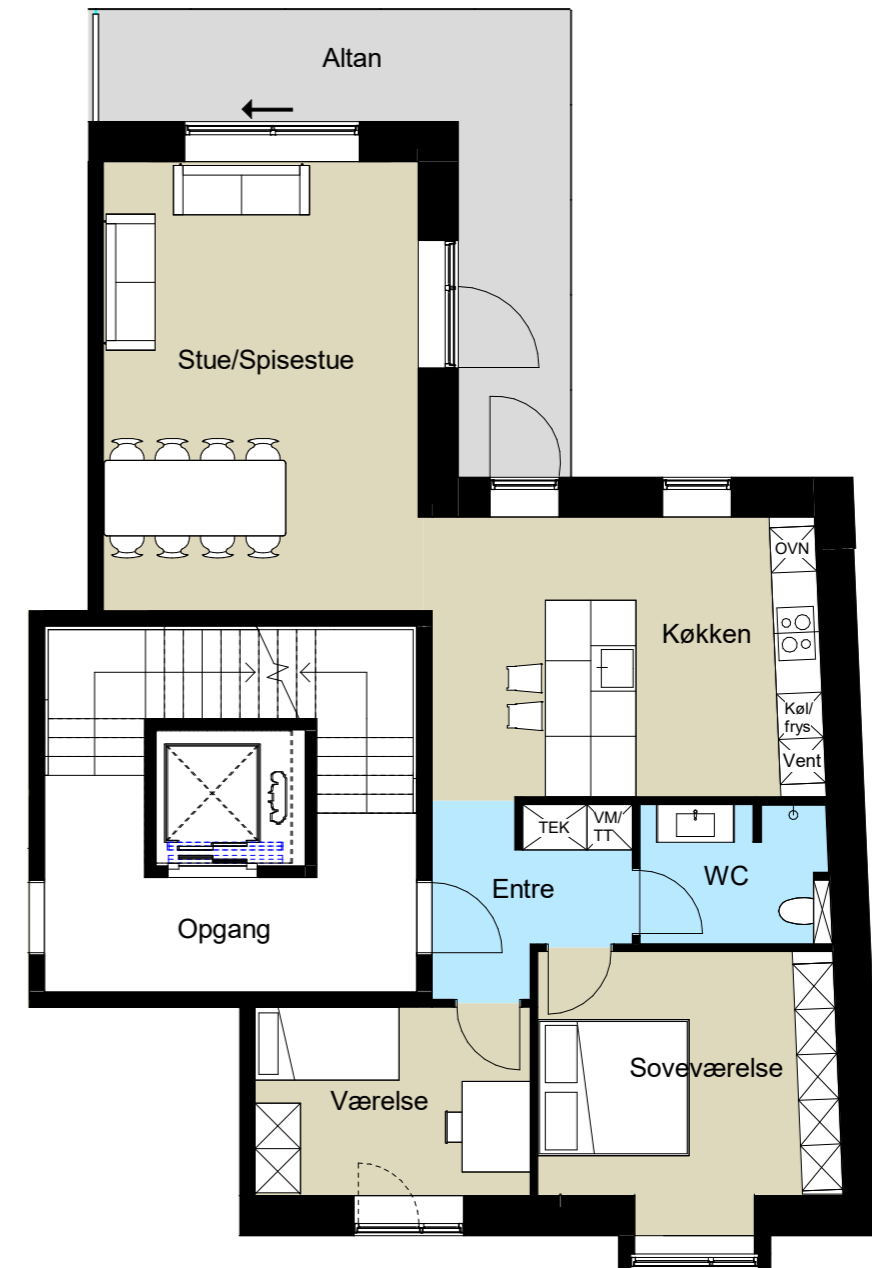 Altan
Stue/Spisestue
OVN
Køkken
Køl/
frys
Vent
TEK
VM/
TT
WC
Entre
Opgang
Soveværelse
Værelse